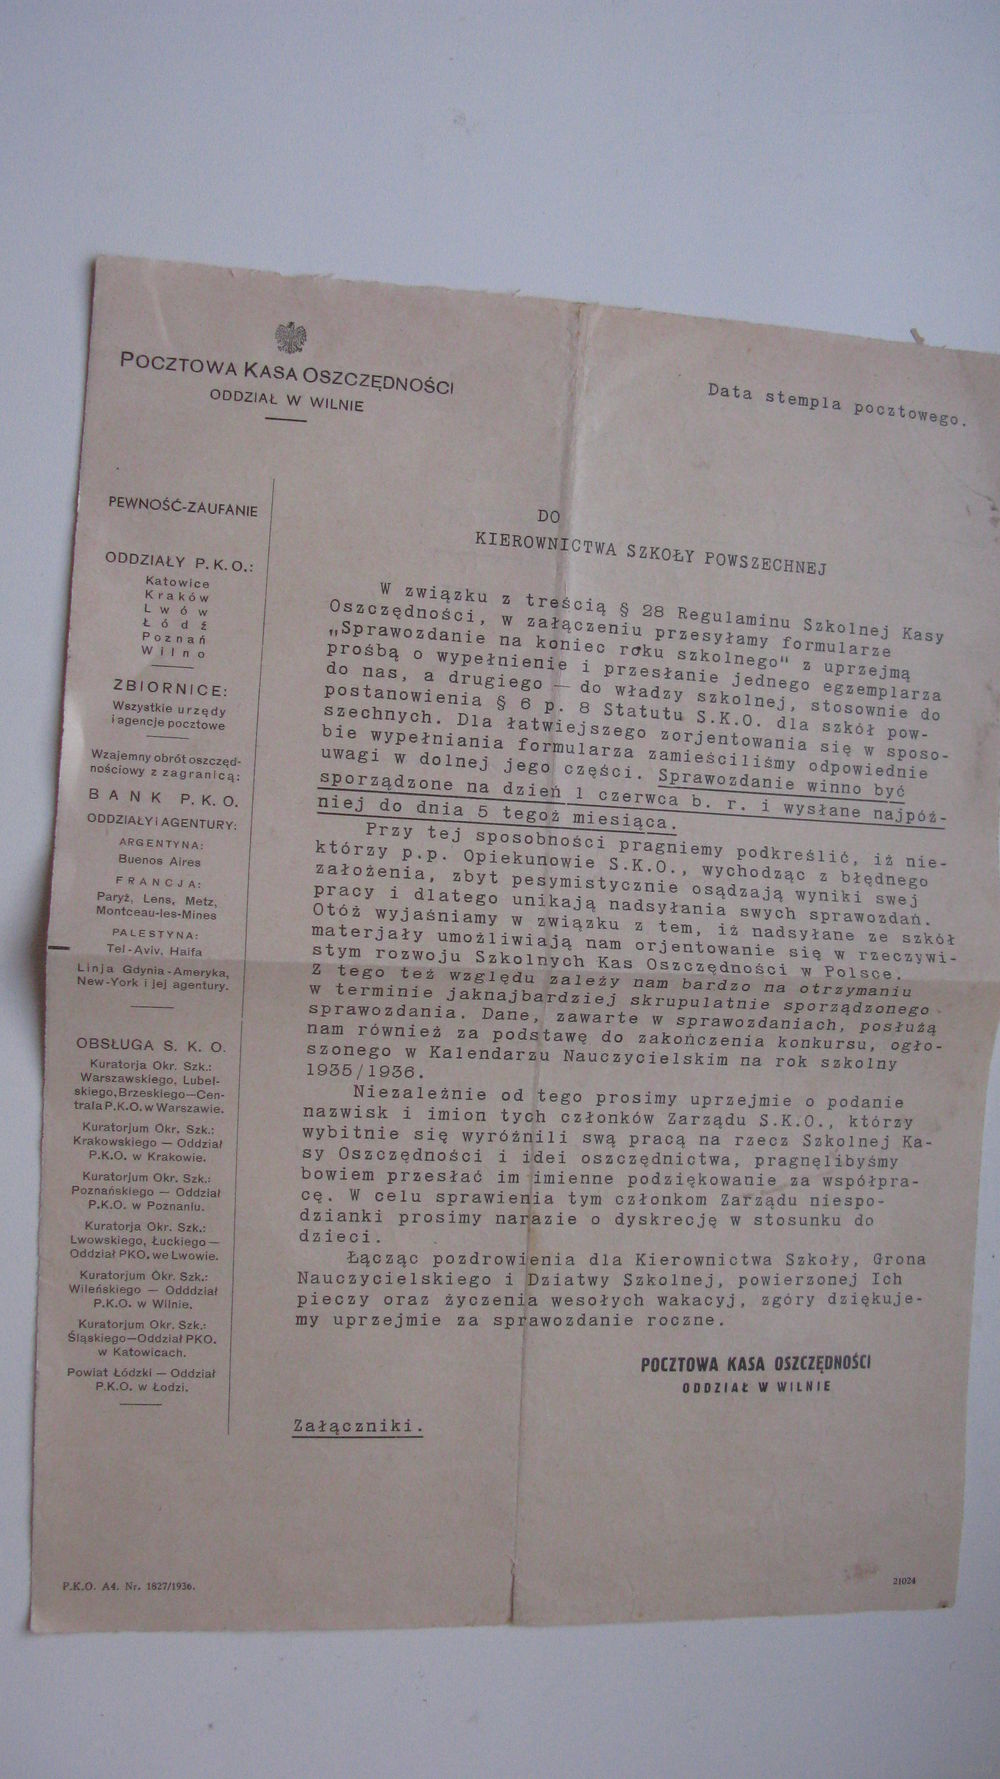 POCZTOWA KASA OSZCZĘDNOŚCI
ODDZIAŁ W WILNIE
Data stempla pocztowego.
PEWNOŚĆ-ZAUFANIE
ODDZIAŁY P.K.O.:
Katowice
Kraków
Lwów
Łódź
Poznań
Wilno
ZBIORNICE:
Wszystkie urzędy
i agencje pocztowe
Wzajemny obrót oszczęd-
nościowy z zagranicą:
BANK P.K.O.
ODDZIAŁY i AGENTURY:
ARGENTYNA:
Buenos Aires
FRANCJA:
Paryż, Lens, Metz,
Montceau-les-Mines
PALESTYNA:
Tel-Aviv, Haifa
Linja Gdynia-Ameryka,
New-York i jej agentury.
OBSŁUGA S. K. O.
Kuratorja Okr. Szk.:
Warszawskiego, Lubel-
skiego, Brzeskiego—Cen-
trala P.K.O. w Warszawie.
Kuratorjum Okr. Szk.:
Krakowskiego — Oddział
P.K.O. w Krakowie.
Kuratorjum Okr. Szk.:
Poznańskiego — Oddział
P.K.O. w Poznaniu.
Kuratorja Okr. Szk.:
Lwowskiego, Łuckiego—
Oddział PKO. we Lwowie.
Kuratorjum Okr. Szk.:
Wileńskiego — Odddział
P.K.O. w Wilnie.
Kuratorjum Okr. Szk.:
Śląskiego—Oddział PKO.
w Katowicach.
Powiat Łódzki — Oddział
P.K.O. w Łodzi.
DO
KIEROWNICTWA SZKOŁY POWSZECHNEJ
W związku z treścią § 28 Regulaminu Szkolnej Kasy
Oszczędności, w załączeniu przesyłamy formularze
„Sprawozdanie na koniec roku szkolnego" z uprzejmą
prośbą o wypełnienie i przesłanie jednego egzemplarza
do nas, a drugiego — do władzy szkolnej, stosownie do
postanowienia § 6 p. 8 Statutu S.K.O. dla szkół pow-
szechnych. Dla łatwiejszego zorjentowania się w sposo-
bie wypełniania formularza zamieściliśmy odpowiednie
uwagi w dolnej jego części. Sprawozdanie winno być
sporządzone na dzień 1 czerwca b. r. i wysłane najpóź-
niej do dnia 5 tegoż miesiąca.
Przy tej sposobności pragniemy podkreślić, iż nie-
którzy p.p. Opiekunowie S.K.O., wychodząc z błędnego
założenia, zbyt pesymistycznie osądzają wyniki swej
pracy i dlatego unikają nadsyłania swych sprawozdań.
Otóż wyjaśniamy w związku z tem, iż nadsyłane ze szkół
materjały umożliwiają nam orjentowanie się w rzeczywi-
stym rozwoju Szkolnych Kas Oszczędności w Polsce.
Z tego też względu zależy nam bardzo na otrzymaniu
w terminie jaknajbardziej skrupulatnie sporządzonego
sprawozdania. Dane, zawarte w sprawozdaniach, posłużą
nam również za podstawę do zakończenia konkursu, ogło-
szonego w Kalendarzu Nauczycielskim na rok szkolny
1935/1936.
Niezależnie od tego prosimy uprzejmie o podanie
nazwisk i imion tych członków Zarządu S.K.O., którzy
wybitnie się wyróżnili swą pracą na rzecz Szkolnej Ka-
sy Oszczędności i idei oszczędnictwa, pragnęlibyśmy
bowiem przesłać im imienne podziękowanie za współpra-
cę. W celu sprawienia tym członkom Zarządu niespo-
dzianki prosimy narazie o dyskrecję w stosunku do
dzieci.
Łącząc pozdrowienia dla Kierownictwa Szkoły, Grona
Nauczycielskiego i Dziatwy Szkolnej, powierzonej Ich
pieczy oraz życzenia wesołych wakacyj, zgóry dziękuje-
my uprzejmie za sprawozdanie roczne.
POCZTOWA KASA OSZCZĘDNOŚCI
ODDZIAŁ W WILNIE
Załączniki.
P.K.O. A4. Nr. 1827/1936.
21024